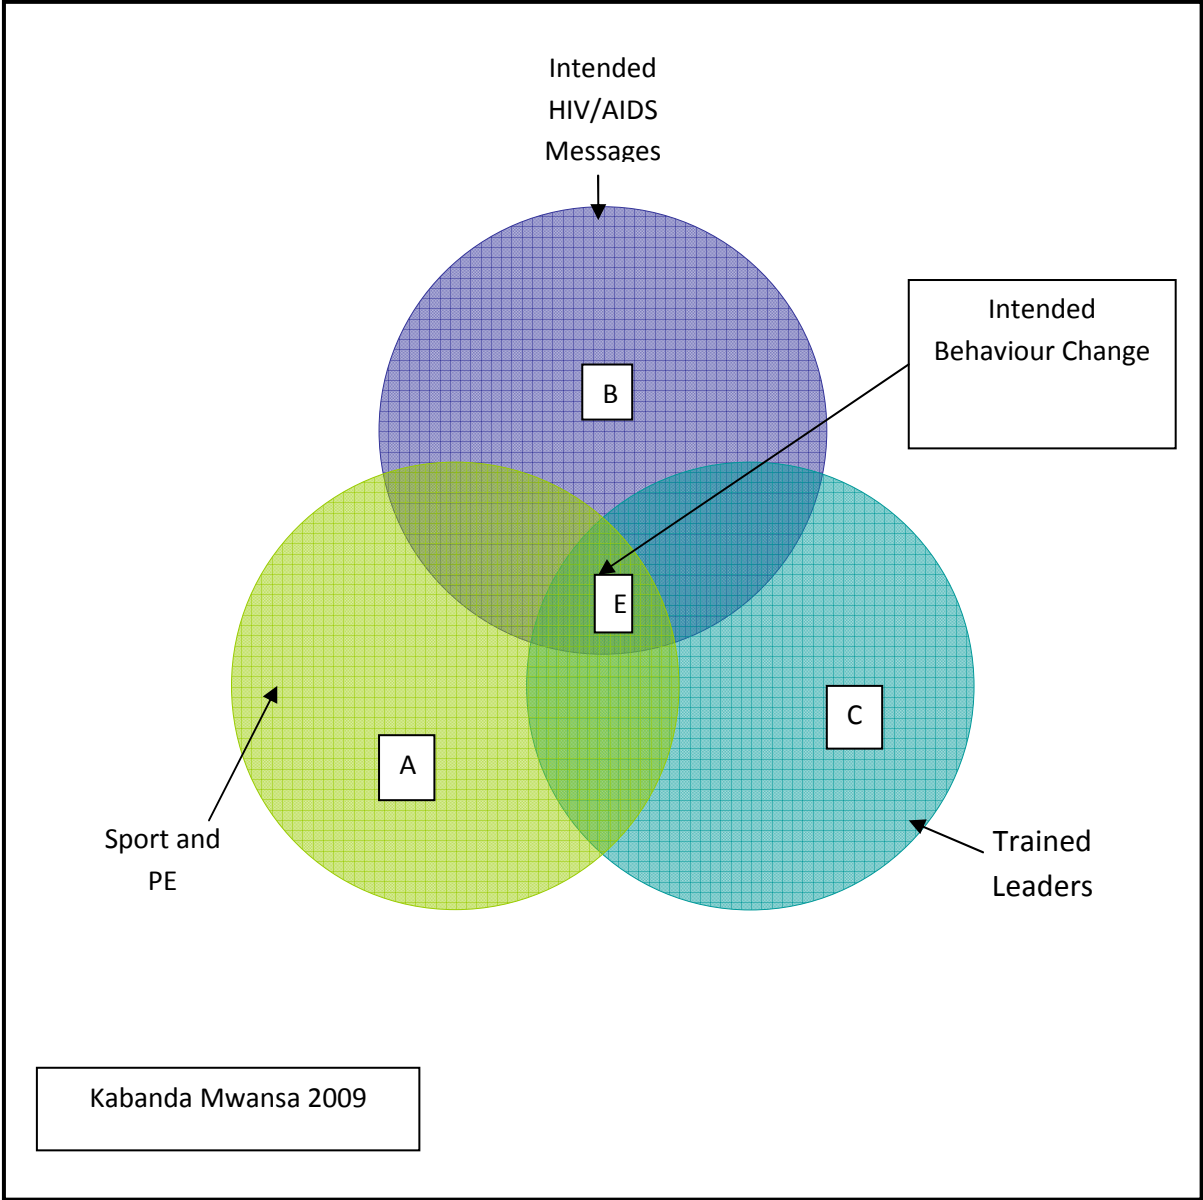 Intended
HIV/AIDS
Messages
Intended
Behaviour Change
B
E
C
A
Sport and
PE
Trained
Leaders
Kabanda Mwansa 2009